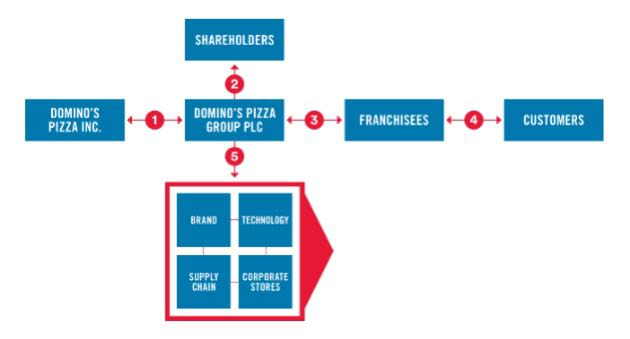 SHAREHOLDERS
2
DOMINO'S
PIZZA INC.
1
DOMINO'S PIZZA
GROUP PLC
3
FRANCHISEES
4
CUSTOMERS
5
BRAND
TECHNOLOGY
SUPPLY
CHAIN
CORPORATE
STORES